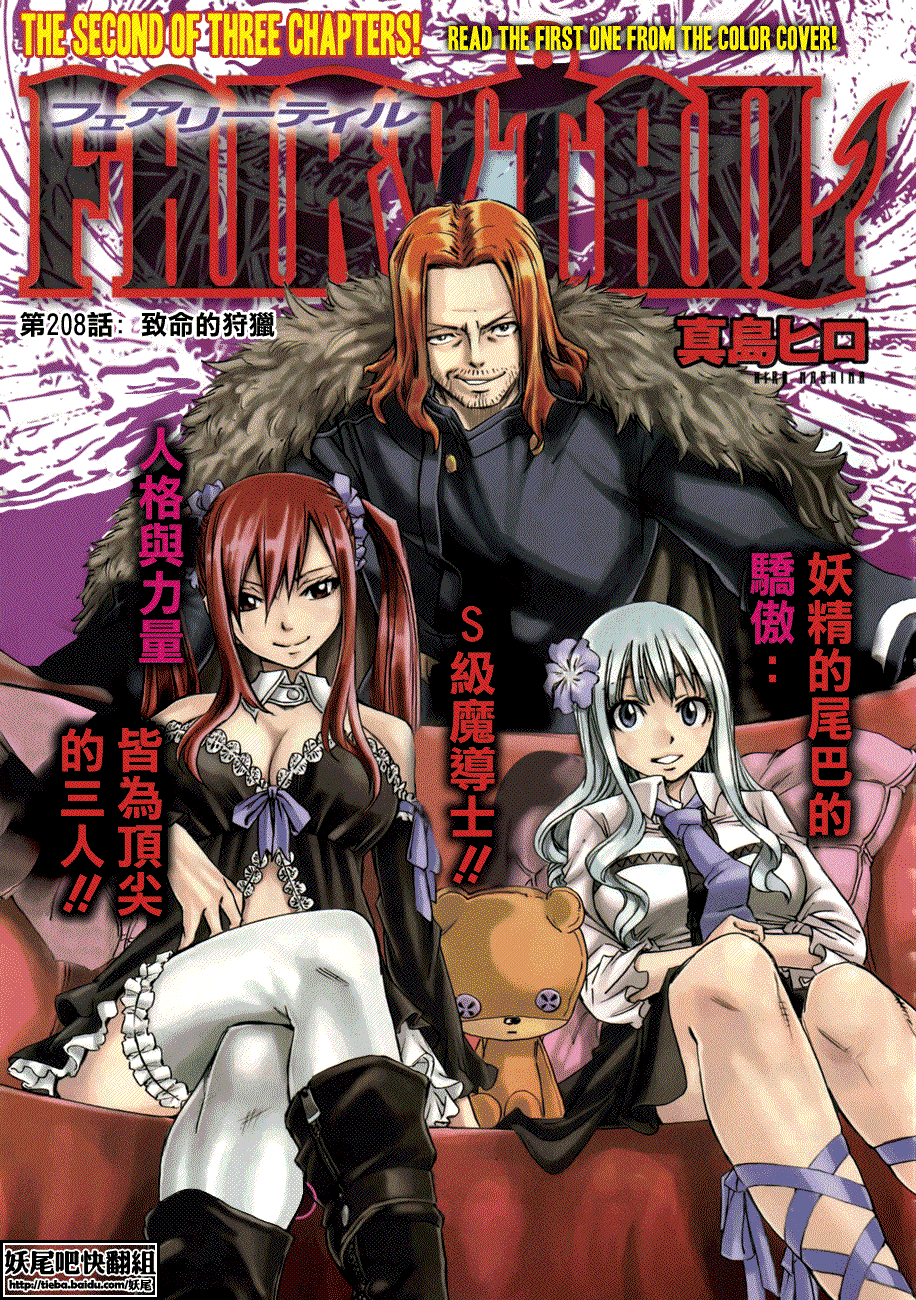 THE SECOND OF THREE CHAPTERS!
READ THE FIRST ONE FROM THE COLOR COVER!
FAIRY TAIL
フェアリーテイル
第208話: 致命的狩獵
真島ヒロ
HIRO MASHIMA
妖精的尾巴的
驕傲:
S級魔導士!!
人格與力量
皆為頂尖
的三人!!
妖尾吧快翻組
http://tieba.baidu.com/妖尾